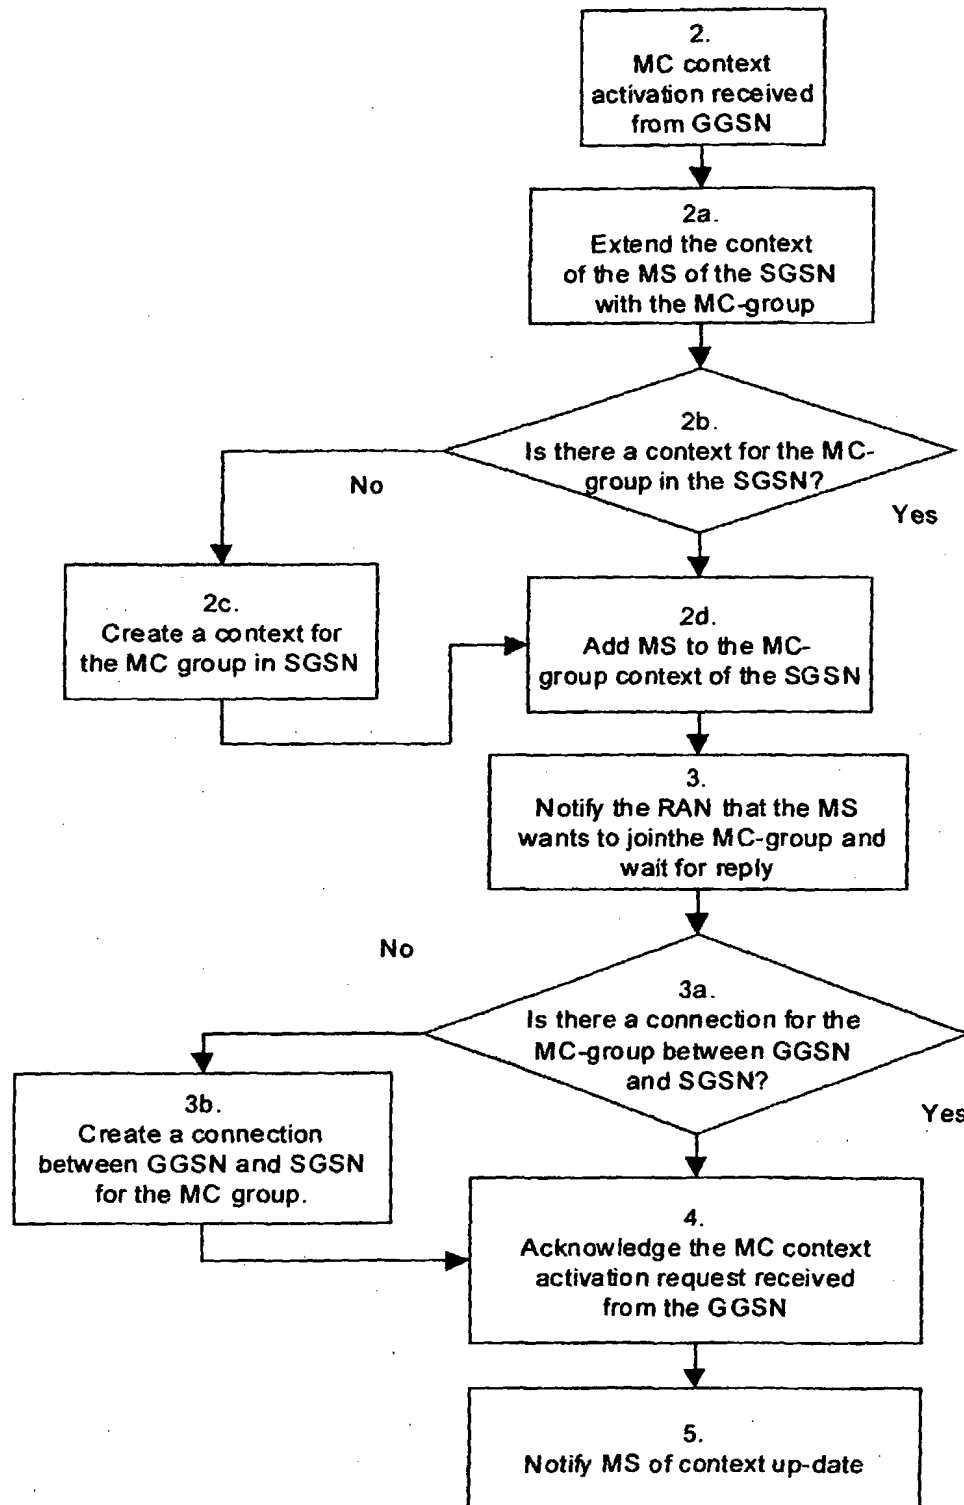 2.
MC context
activation received
from GGSN
2a.
Extend the context
of the MS of the SGSN
with the MC-group
2b.
Is there a context for the MC-
group in the SGSN?
No
Yes
2c.
Create a context for
the MC group in SGSN
2d.
Add MS to the MC-
group context of the SGSN
3.
Notify the RAN that the MS
wants to jointhe MC-group and
wait for reply
No
3a.
Is there a connection for the
MC-group between GGSN
and SGSN?
Yes
3b.
Create a connection
between GGSN and SGSN
for the MC group.
4.
Acknowledge the MC context
activation request received
from the GGSN
5.
Notify MS of context up-date